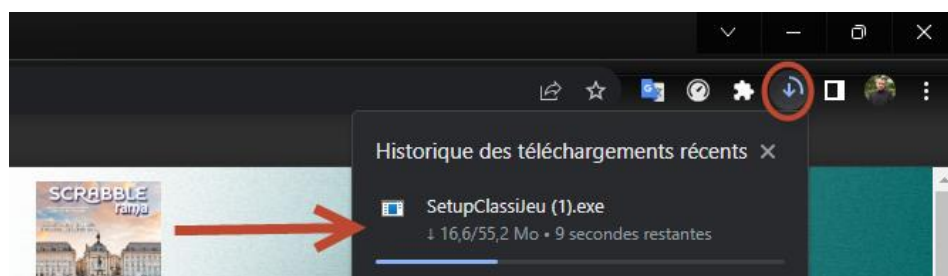 Historique des téléchargements récents
SCRABBLE
rama
SetupClassiJeu (1).exe
↓ 16,6/55,2 Mo • 9 secondes restantes